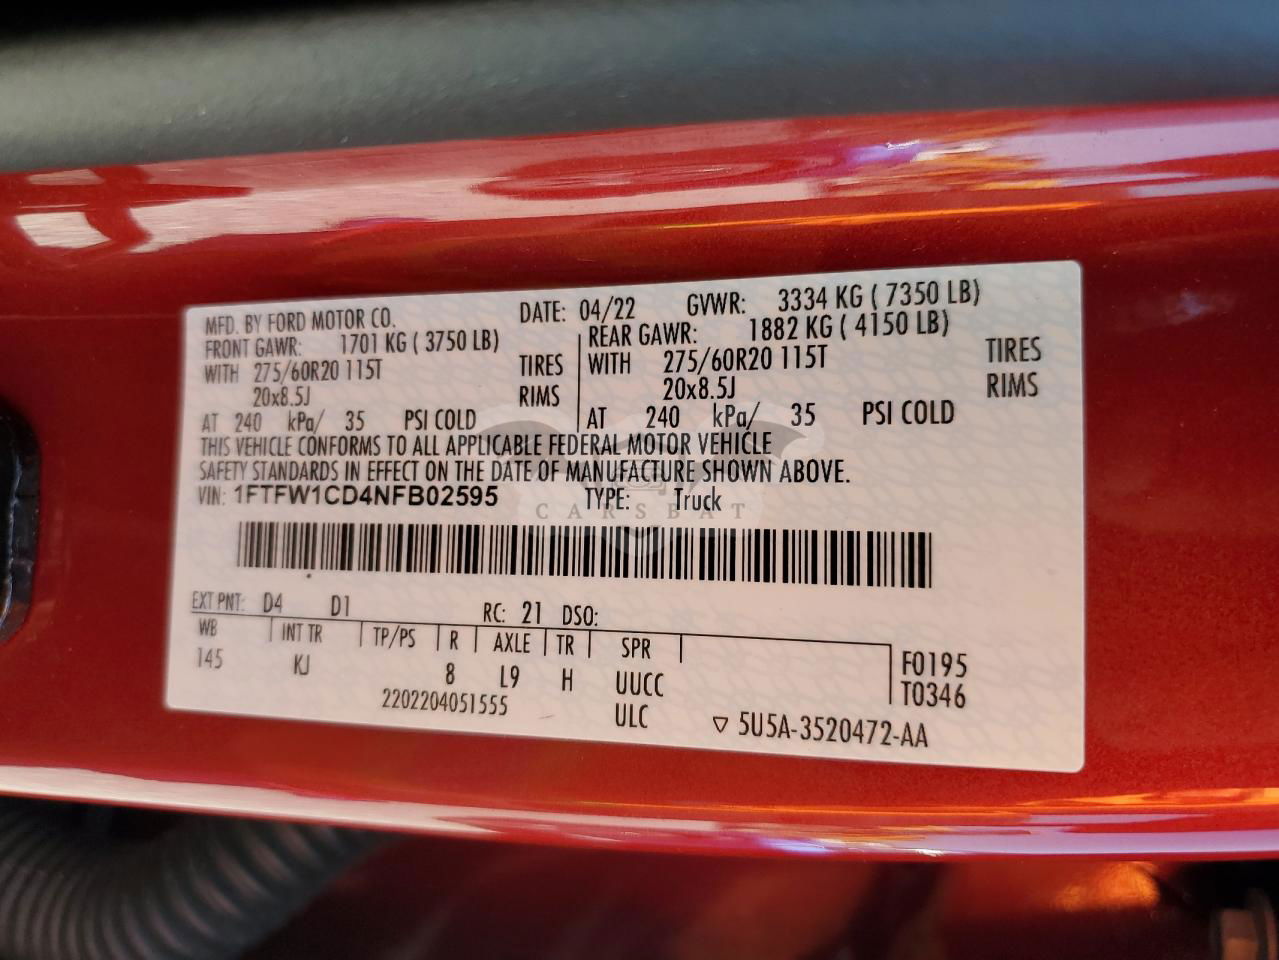 MFD. BY FORD MOTOR CO. DATE: 04/22 GVWR: 3334 KG ( 7350 LB)
FRONT GAWR: 1701 KG ( 3750 LB) REAR GAWR: 1882 KG ( 4150 LB)
WITH 275/60R20 115T TIRES WITH 275/60R20 115T TIRES
20x8.5J RIMS 20x8.5J RIMS
AT 240 kPa/ 35 PSI COLD AT 240 kPa/ 35 PSI COLD
THIS VEHICLE CONFORMS TO ALL APPLICABLE FEDERAL MOTOR VEHICLE
SAFETY STANDARDS IN EFFECT ON THE DATE OF MANUFACTURE SHOWN ABOVE.
VIN: 1FTFW1CD4NFB02595 TYPE: Truck
CARSBAT
EXT PNT: D4 D1 RC: 21 DSO:
WB INT TR TP/PS R AXLE TR SPR
145 KJ 8 L9 H UUCC F0195
2202204051555 ULC T0346
5U5A-3520472-AA